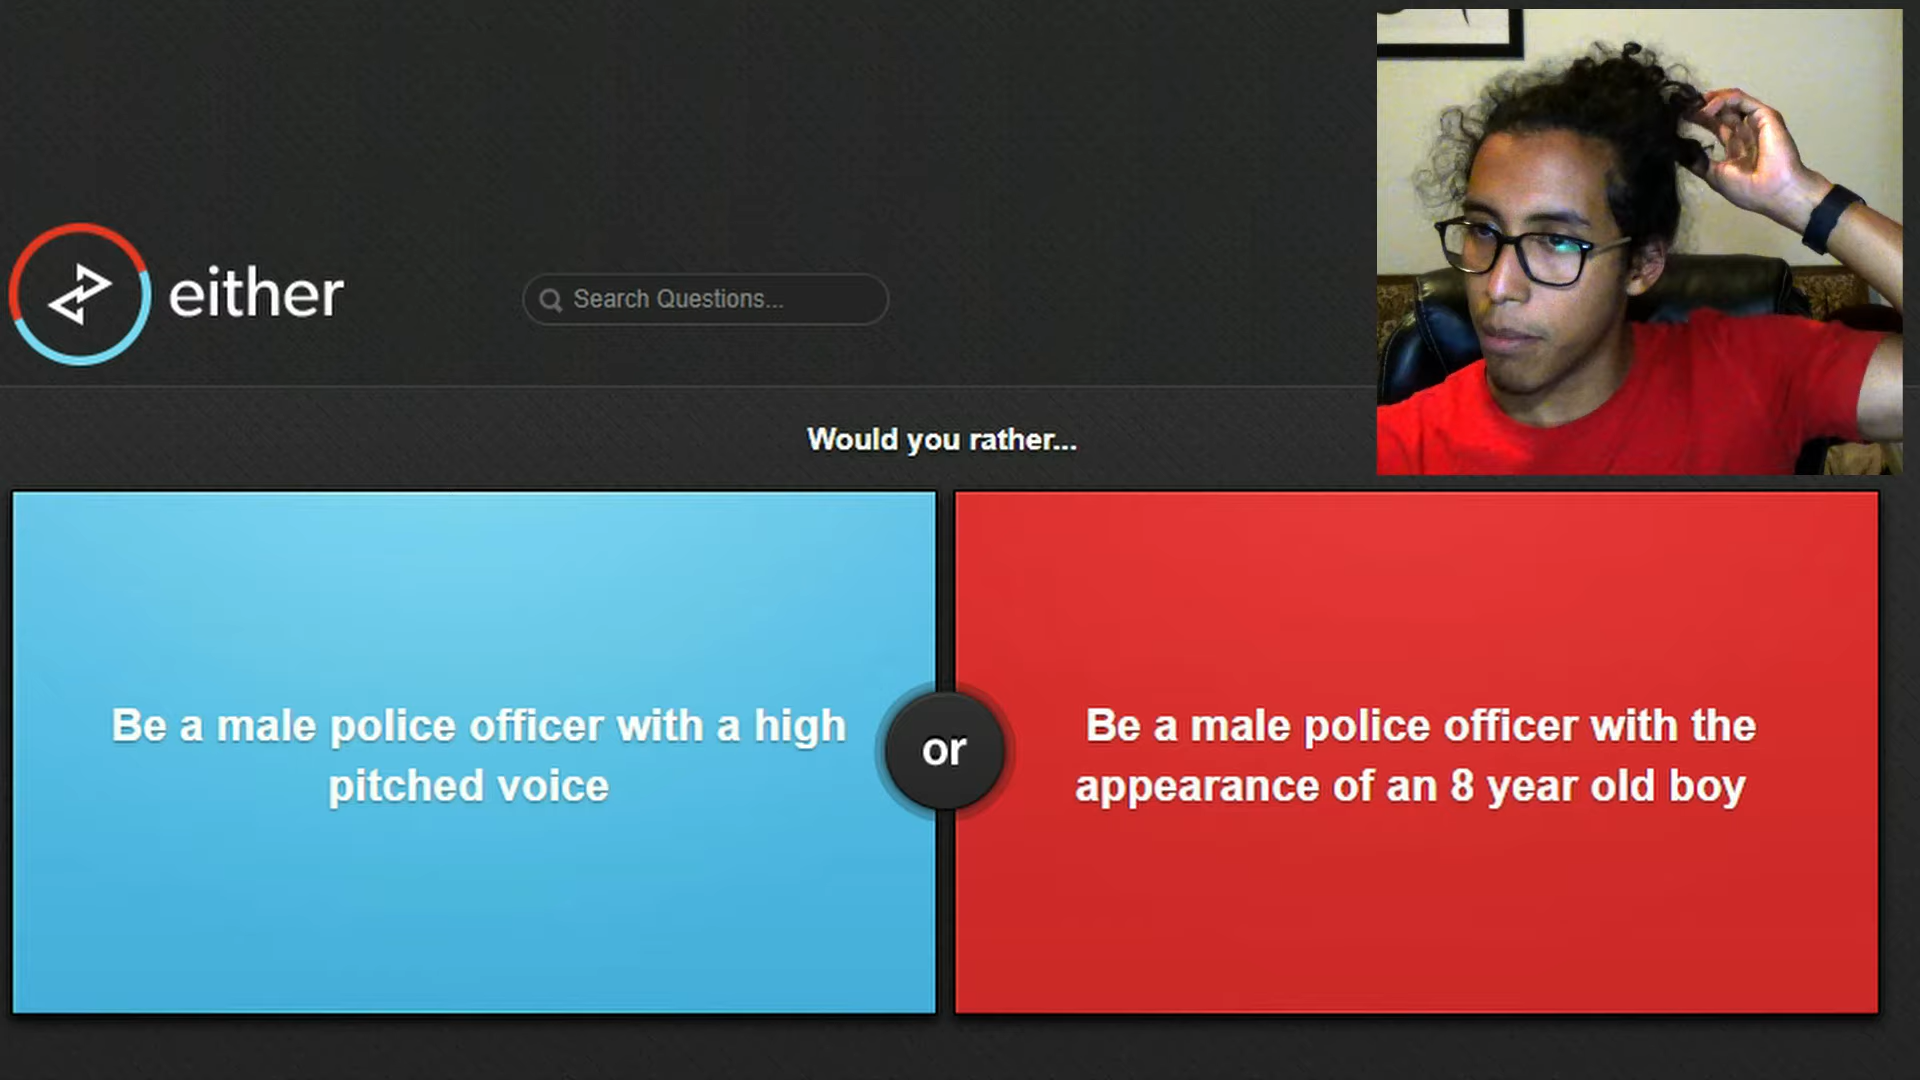 either
Search Questions...
Would you rather...
Be a male police officer with a high
pitched voice
or
Be a male police officer with the
appearance of an 8 year old boy